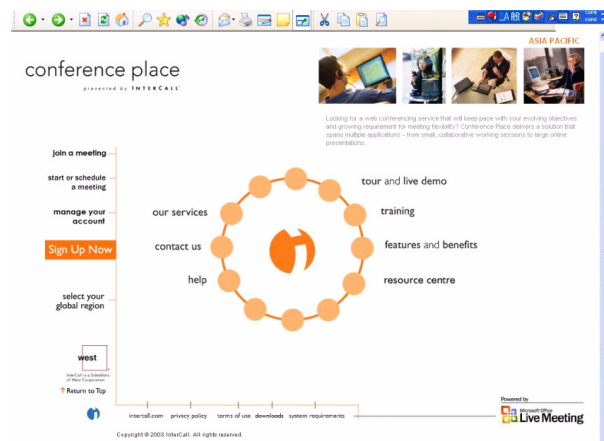 A般
ASIA PACIFIC
conference place
presented by INTERCALL
Looking for a web conferencing service that will keep pace with your evolving objectives
and growing requirement for meeting flexibility? Conference Place delivers a solution that
spans multiple applications - from small, collaborative working sessions to large online
presentations.
join a meeting
start or schedule
a meeting
manage your
account
Sign Up Now
select your
global region
tour and live demo
our services
training
contact us
features and benefits
help
resource centre
west
InterCall is a Subsidiary
of West Corporation
Return to Top
intercall.com privacy policy terms of use downloads system requirements
Copyright © 2003 InterCall. All rights reserved.
Powered by
Microsoft Office
Live Meeting